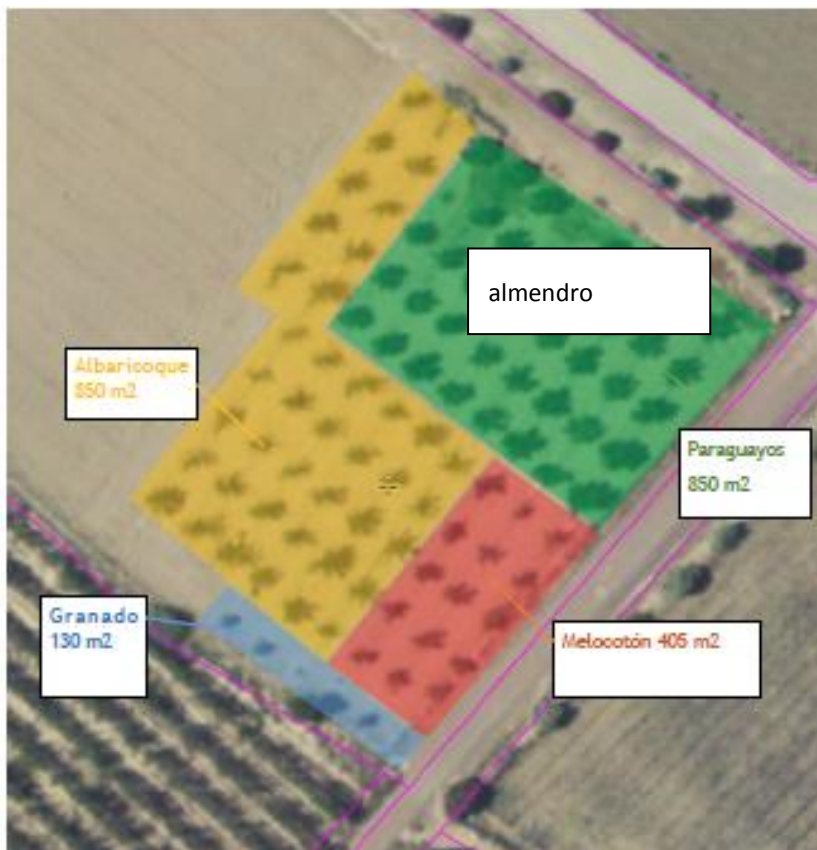 almendro
Albaricoque
850 m2
Paraguayos
850 m2
Granado
130 m2
Melocotón 405 m2